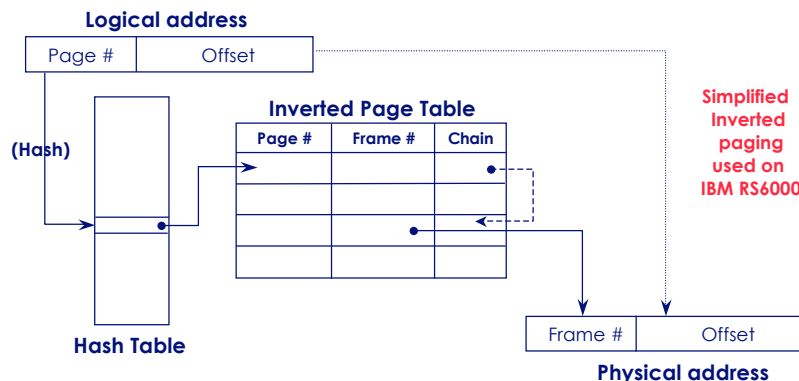 Logical address
Page # Offset
Inverted Page Table
Page # Frame # Chain
(Hash)
Simplified
Inverted
paging
used on
IBM RS6000
Hash Table
Frame # Offset
Physical address